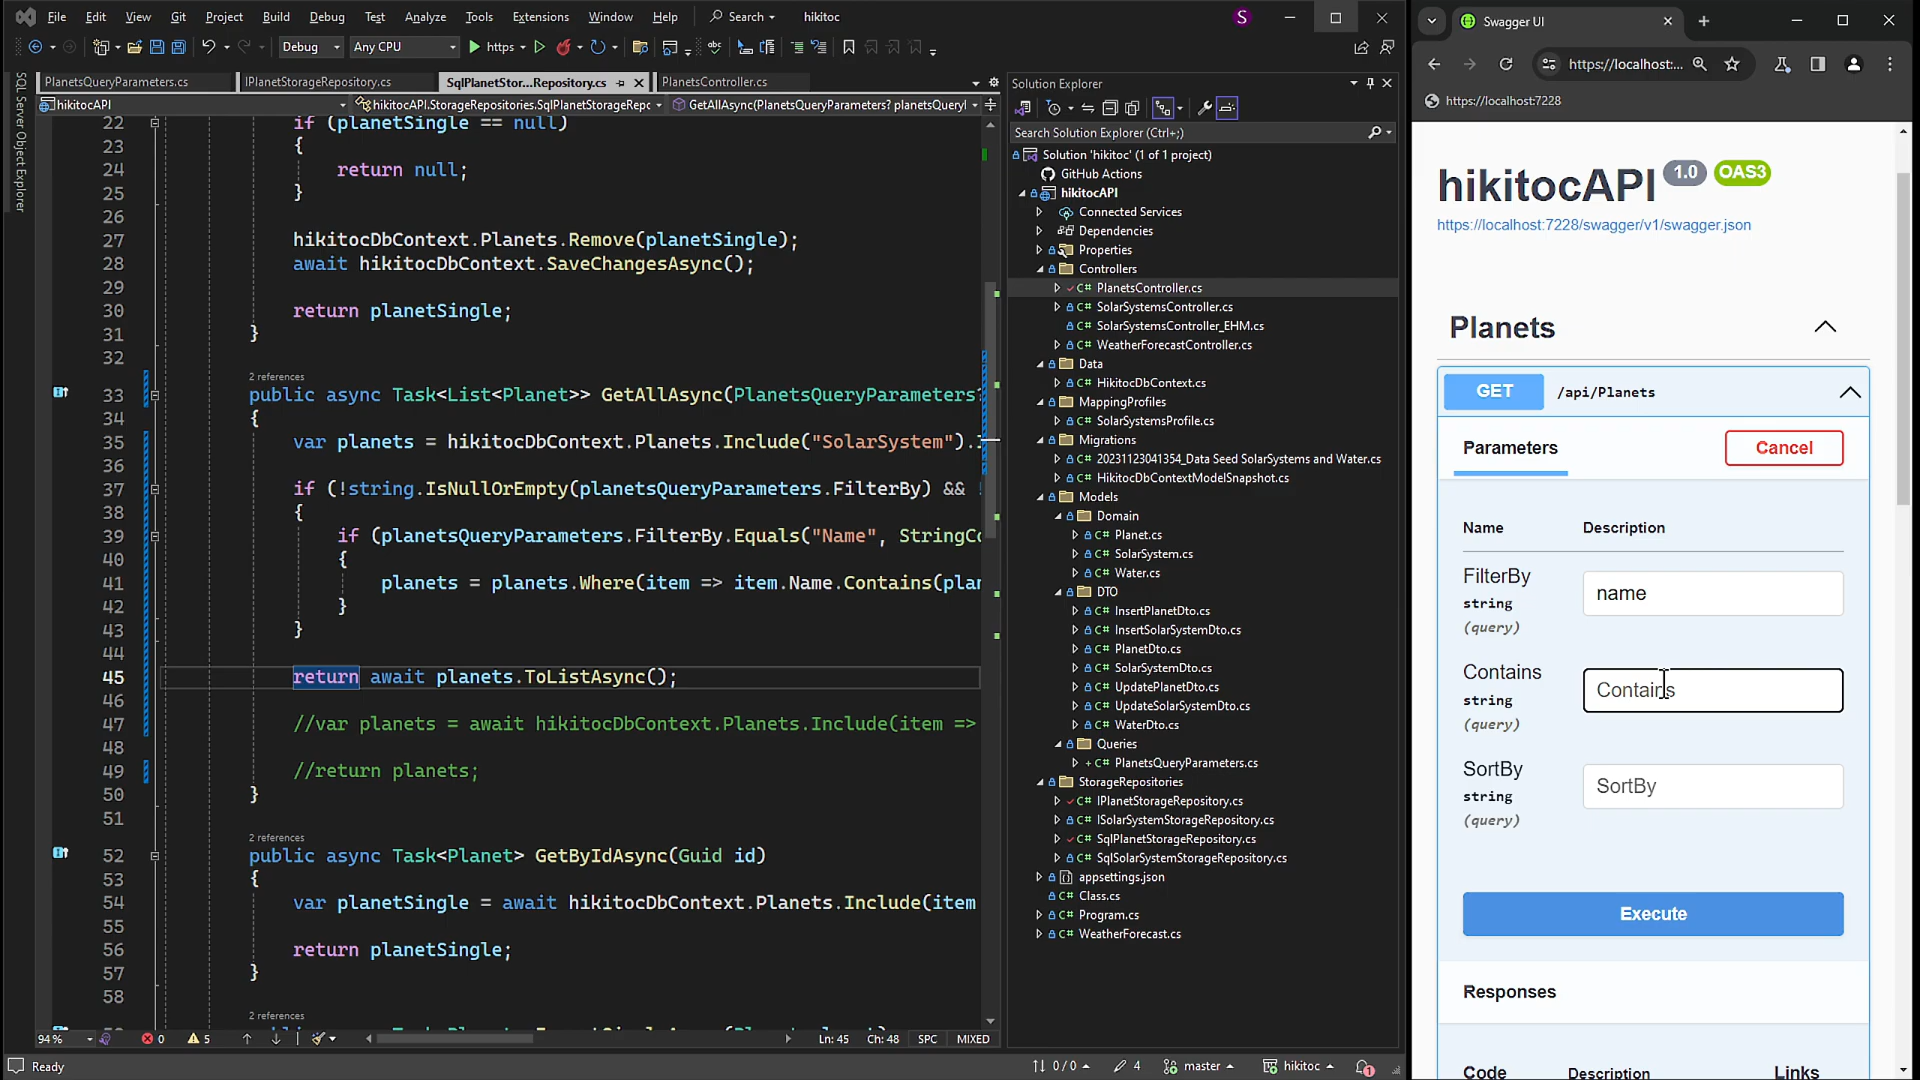 File Edit View Git Project Build Debug Test Analyze Tools Extensions Window Help Search hikitoc S
Debug Any CPU https
SQL Server Object Explorer
PlanetsQueryParameters.cs IPlanetStorageRepository.cs SqlPlanetStor...Repository.cs PlanetsController.cs
hikitocAPI hikitocAPI.StorageRepositories.SqlPlanetStorageRepo GetAllAsync(PlanetsQueryParameters? planetsQueryI
22 if (planetSingle == null)
23 {
24 return null;
25 }
26
27 hikitocDbContext.Planets.Remove(planetSingle);
28 await hikitocDbContext.SaveChangesAsync();
29
30 return planetSingle;
31 }
32
2 references
33 public async Task<List<Planet>> GetAllAsync(PlanetsQueryParameters?
34 {
35 var planets = hikitocDbContext.Planets.Include("SolarSystem").
36
37 if (!string.IsNullOrEmpty(planetsQueryParameters.FilterBy) &&
38 {
39 if (planetsQueryParameters.FilterBy.Equals("Name", StringCo
40 {
41 planets = planets.Where(item => item.Name.Contains(plan
42 }
43 }
44
45 return await planets.ToListAsync();
46
47 //var planets = await hikitocDbContext.Planets.Include(item =>
48
49 //return planets;
50 }
51
2 references
52 public async Task<Planet> GetByIdAsync(Guid id)
53 {
54 var planetSingle = await hikitocDbContext.Planets.Include(item
55
56 return planetSingle;
57 }
58
2 references
94 % 0 5 Ln: 45 Ch: 48 SPC MIXED
Ready 0 / 0 4 master hikitoc 1
Solution Explorer
Search Solution Explorer (Ctrl+;)
Solution 'hikitoc' (1 of 1 project)
GitHub Actions
hikitocAPI
Connected Services
Dependencies
Properties
Controllers
C# PlanetsController.cs
C# SolarSystemsController.cs
C# SolarSystemsController_EHM.cs
C# WeatherForecastController.cs
Data
C# HikitocDbContext.cs
MappingProfiles
C# SolarSystemsProfile.cs
Migrations
C# 20231123041354_Data Seed SolarSystems and Water.cs
C# HikitocDbContextModelSnapshot.cs
Models
Domain
C# Planet.cs
C# SolarSystem.cs
C# Water.cs
DTO
C# InsertPlanetDto.cs
C# InsertSolarSystemDto.cs
C# PlanetDto.cs
C# SolarSystemDto.cs
C# UpdatePlanetDto.cs
C# UpdateSolarSystemDto.cs
C# WaterDto.cs
Queries
C# PlanetsQueryParameters.cs
StorageRepositories
C# IPlanetStorageRepository.cs
C# ISolarSystemStorageRepository.cs
C# SqlPlanetStorageRepository.cs
C# SqlSolarSystemStorageRepository.cs
appsettings.json
C# Class.cs
C# Program.cs
C# WeatherForecast.cs
Swagger UI
https://localhost:...
https://localhost:7228
hikitocAPI 1.0 OAS3
https://localhost:7228/swagger/v1/swagger.json
Planets
GET /api/Planets
Parameters Cancel
Name Description
FilterBy
string
(query)
name
Contains
string
(query)
Contains
SortBy
string
(query)
SortBy
Execute
Responses
Code Description Links